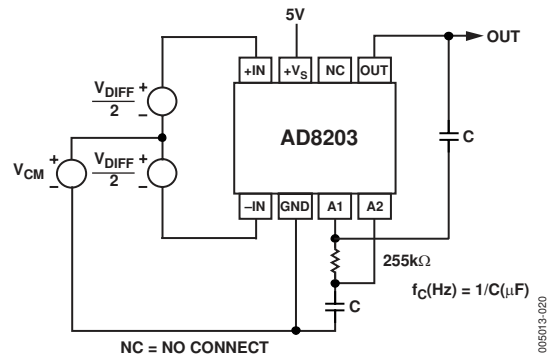 5V
OUT
+IN
+VS
NC
OUT
VDIFF
2
+
−
AD8203
C
VCM
+
−
VDIFF
2
+
−
−IN
GND
A1
A2
255kΩ
fC(Hz) = 1/C(μF)
C
NC = NO CONNECT
005013-020